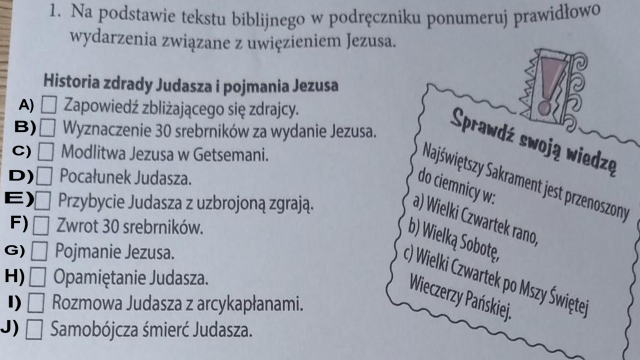 1. Na podstawie tekstu biblijnego w podręczniku ponumeruj prawidłowo
wydarzenia związane z uwięzieniem Jezusa.
Historia zdrady Judasza i pojmania Jezusa
A) Zapowiedź zbliżającego się zdrajcy.
B) Wyznaczenie 30 srebrników za wydanie Jezusa.
C) Modlitwa Jezusa w Getsemani.
D) Pocałunek Judasza.
E) Przybycie Judasza z uzbrojoną zgrają.
F) Zwrot 30 srebrników.
G) Pojmanie Jezusa.
H) Opamiętanie Judasza.
I) Rozmowa Judasza z arcykapłanami.
J) Samobójcza śmierć Judasza.
Sprawdź swoją wiedzę
Najświętszy Sakrament jest przenoszony
do ciemnicy w:
a) Wielki Czwartek rano,
b) Wielką Sobotę,
c) Wielki Czwartek po Mszy Świętej
Wieczerzy Pańskiej.